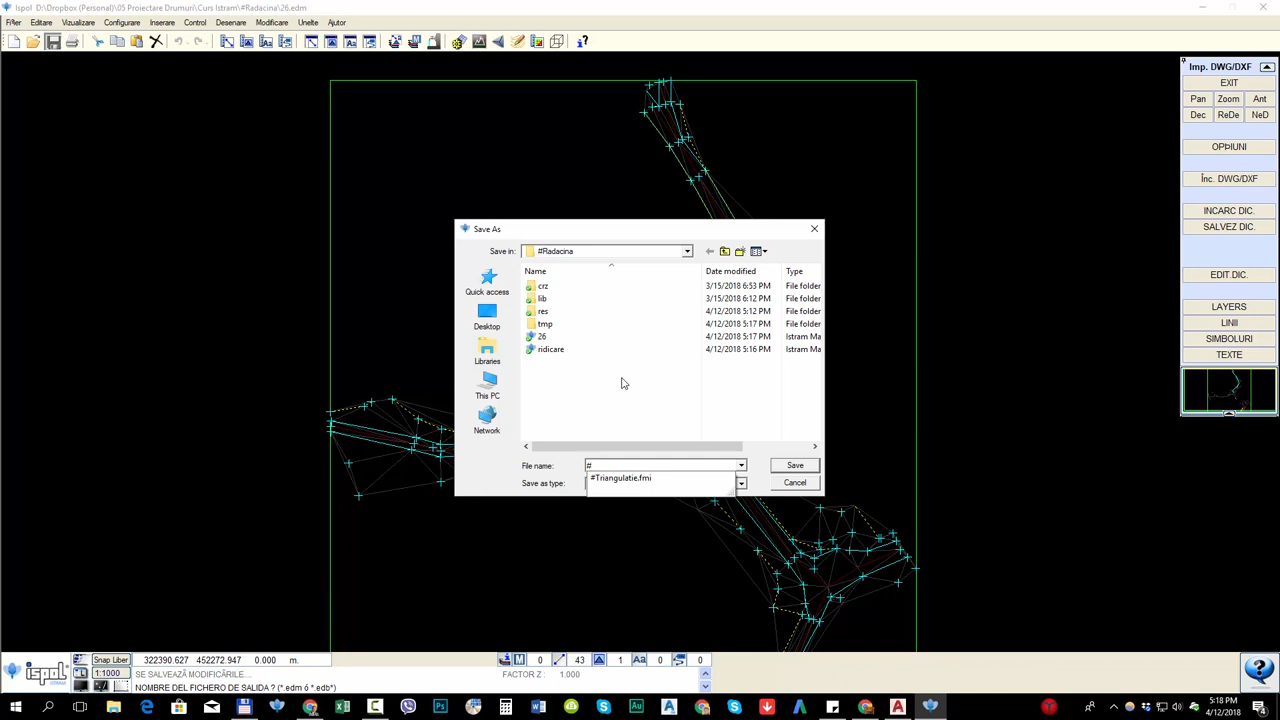 Ispol D:\Dropbox (Personal)\05 Proiectare Drumuri\Curs Istram\#Radacina\26.edm
Editare Vizualizare Configurare Inserare Control Desenare Modificare Unelte Ajutor
Imp. DWG/DXF
EXIT
Pan Zoom Ant
Dec ReDe NeD
OPÞIUNI
Înc. DWG/DXF
INCARC DIC.
SALVEZ DIC.
EDIT.DIC.
LAYERS
LINII
SIMBOLURI
TEXTE
Save As
Save in: #Radacina
Name Date modified Type
Quick access
Desktop
Libraries
This PC
Network
crz 3/15/2018 6:53 PM File folder
lib 3/15/2018 6:12 PM File folder
res 4/12/2018 5:12 PM File folder
tmp 4/12/2018 5:17 PM File folder
26 4/12/2018 5:17 PM Istram Ma
ridicare 4/12/2018 5:16 PM Istram Ma
File name: # Save
#Triangulatie.fmi
Save as type: Cancel
Snap Liber 322390.627 452272.947 0.000 m. M 0 43 1 Aa 0 0
1:1000 SE SALVEAZĂ MODIFICĂRILE... FACTOR Z : 1.000
NOMBRE DEL FICHERO DE SALIDA ? (*.edm ó *.edb*)
ispol
ISTRAM
5:18 PM
4/12/2018